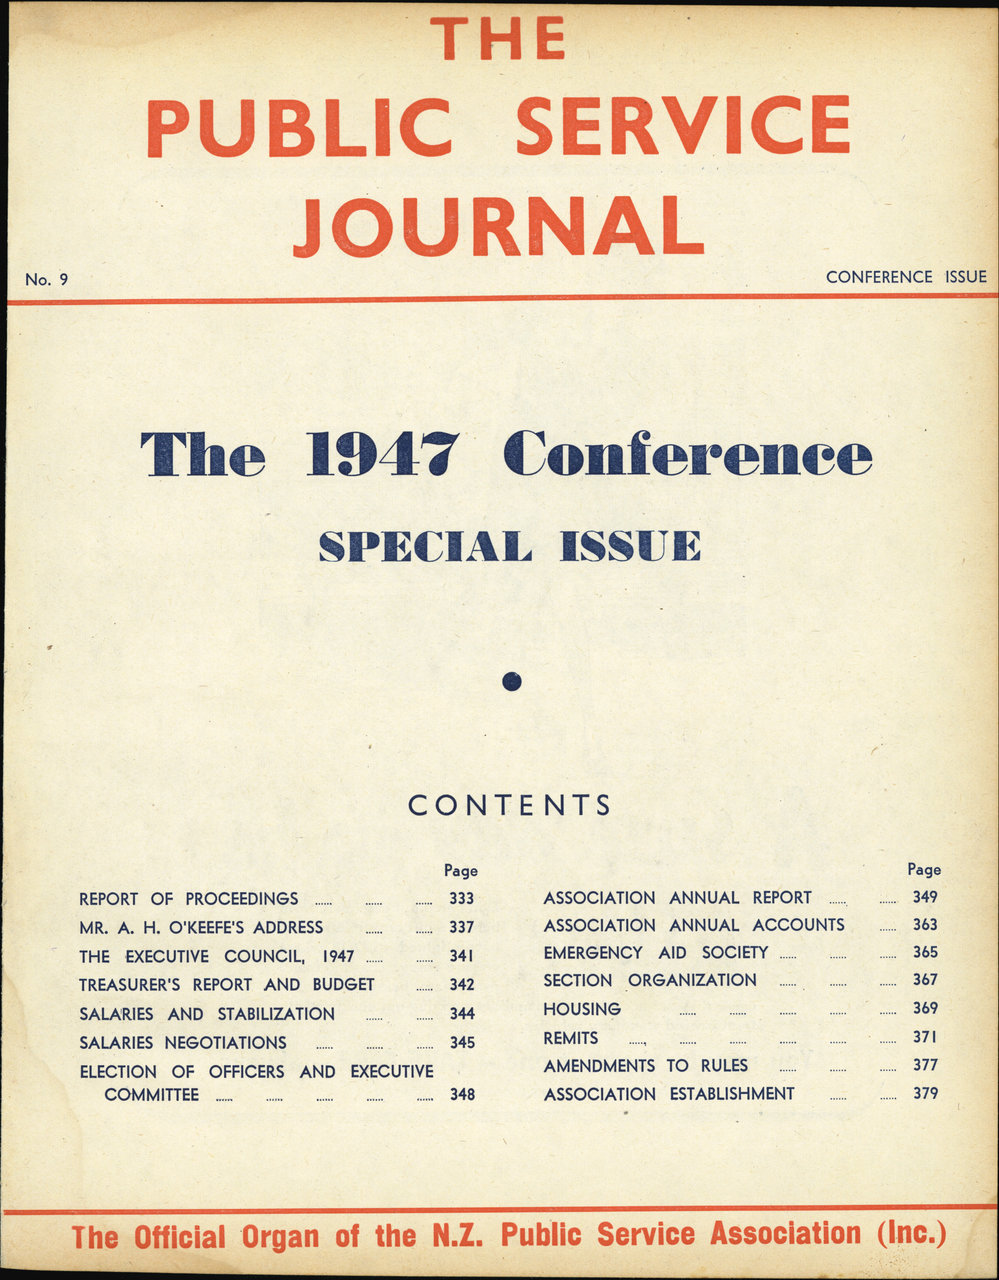 THE
PUBLIC SERVICE
JOURNAL
No. 9
CONFERENCE ISSUE
The 1947 Conference
SPECIAL ISSUE
CONTENTS
Page
REPORT OF PROCEEDINGS ..... ..... ..... 333
MR. A. H. O'KEEFE'S ADDRESS ..... ..... 337
THE EXECUTIVE COUNCIL, 1947 ..... ..... 341
TREASURER'S REPORT AND BUDGET ..... 342
SALARIES AND STABILIZATION ..... ..... 344
SALARIES NEGOTIATIONS ..... ..... ..... 345
ELECTION OF OFFICERS AND EXECUTIVE
COMMITTEE ..... ..... ..... ..... ..... 348
Page
ASSOCIATION ANNUAL REPORT ..... ..... 349
ASSOCIATION ANNUAL ACCOUNTS ..... 363
EMERGENCY AID SOCIETY ..... ..... ..... 365
SECTION ORGANIZATION ..... ..... ..... 367
HOUSING ..... ..... ..... ..... ..... 369
REMITS ..... ..... ..... ..... ..... ..... 371
AMENDMENTS TO RULES ..... ..... ..... 377
ASSOCIATION ESTABLISHMENT ..... ..... 379
The Official Organ of the N.Z. Public Service Association (Inc.)